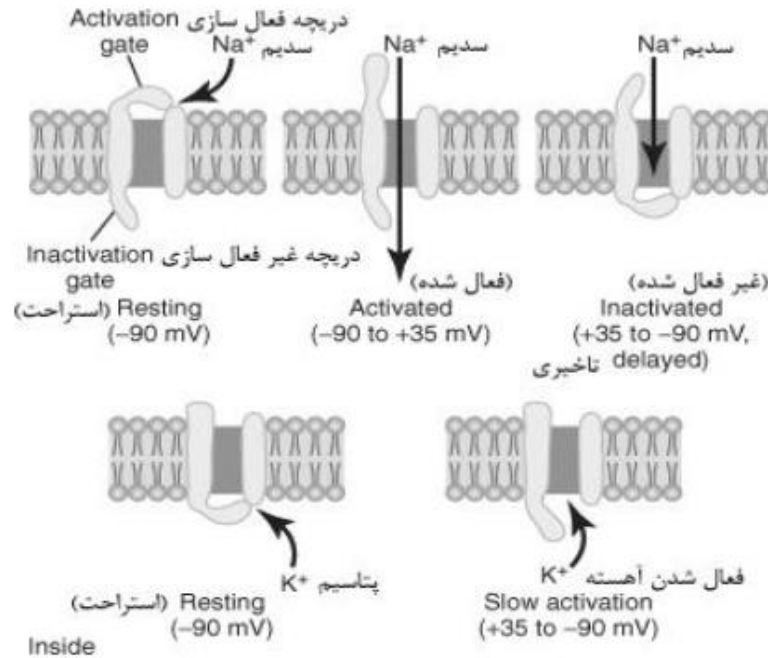 Activation دریچه فعال سازی
gate
Na⁺ سدیم
Na⁺ سدیم
Na⁺ سدیم
Inactivation دریچه غیر فعال سازی
gate
(استراحت) Resting
(−90 mV)
(فعال شده)
Activated
(−90 to +35 mV)
(غیر فعال شده)
Inactivated
(+35 to −90 mV,
delayed) تاخیری
K⁺ پتاسیم
(استراحت) Resting
(−90 mV)
K⁺ فعال شدن آهسته
Slow activation
(+35 to −90 mV)
Inside